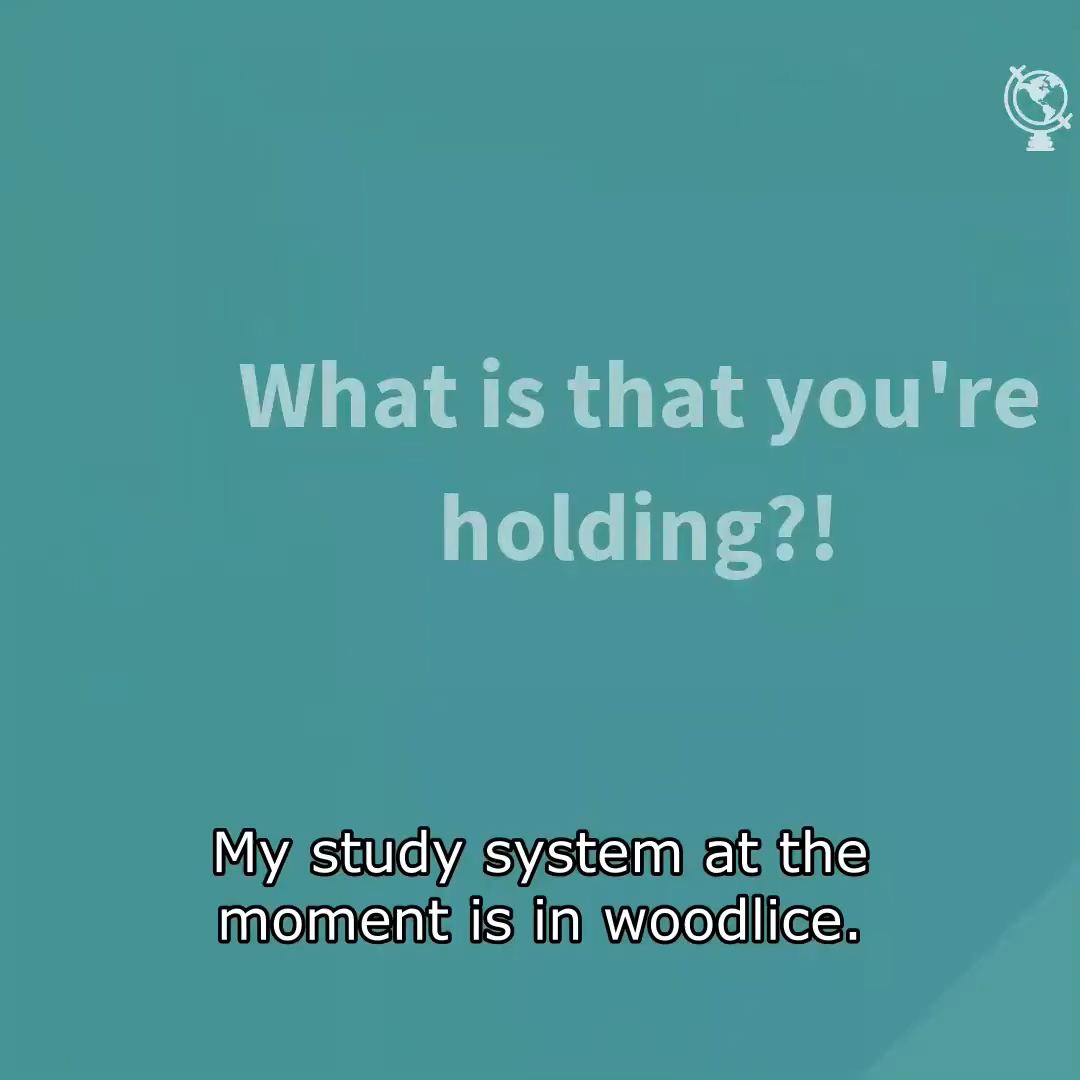 What is that you're
holding?!
My study system at the
moment is in woodlice.